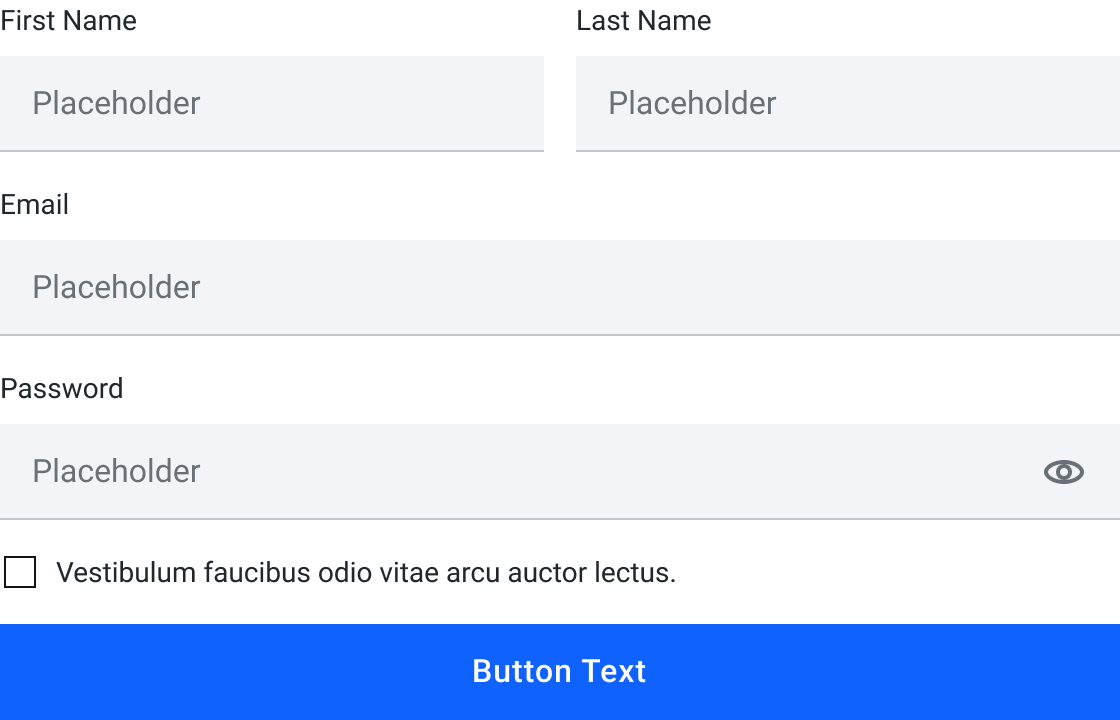 First Name
Last Name
Placeholder
Placeholder
Email
Placeholder
Password
Placeholder
Vestibulum faucibus odio vitae arcu auctor lectus.
Button Text